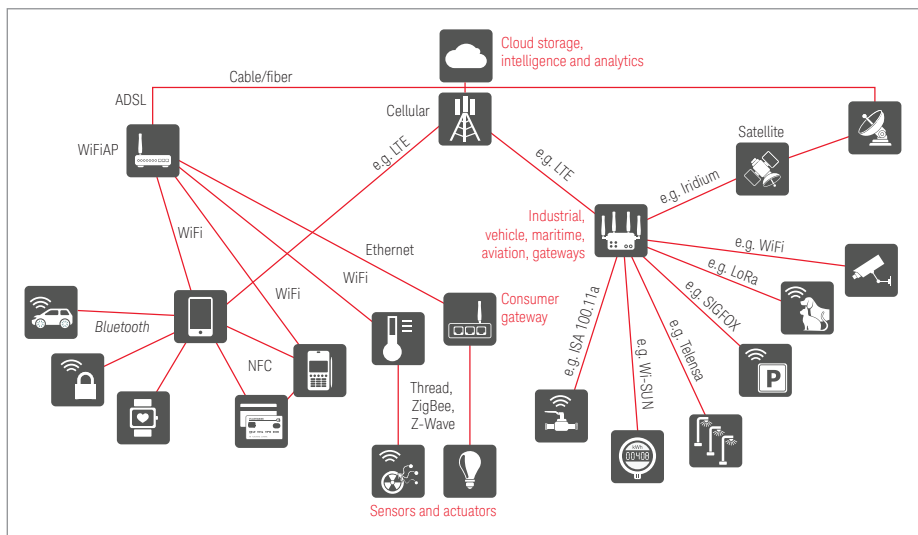 Cloud storage,
intelligence and analytics
Cable/fiber
ADSL
Cellular
WiFiAP
Satellite
e.g. LTE
e.g. LTE
e.g. Iridium
Industrial,
vehicle, maritime,
aviation, gateways
WiFi
Ethernet
e.g. WiFi
WiFi
e.g. LoRa
WiFi
Consumer
gateway
e.g. SIGFOX
Bluetooth
e.g. ISA 100.11a
e.g. Telensa
NFC
e.g. Wi-SUN
P
Thread,
ZigBee,
Z-Wave
kWh
00408
Sensors and actuators